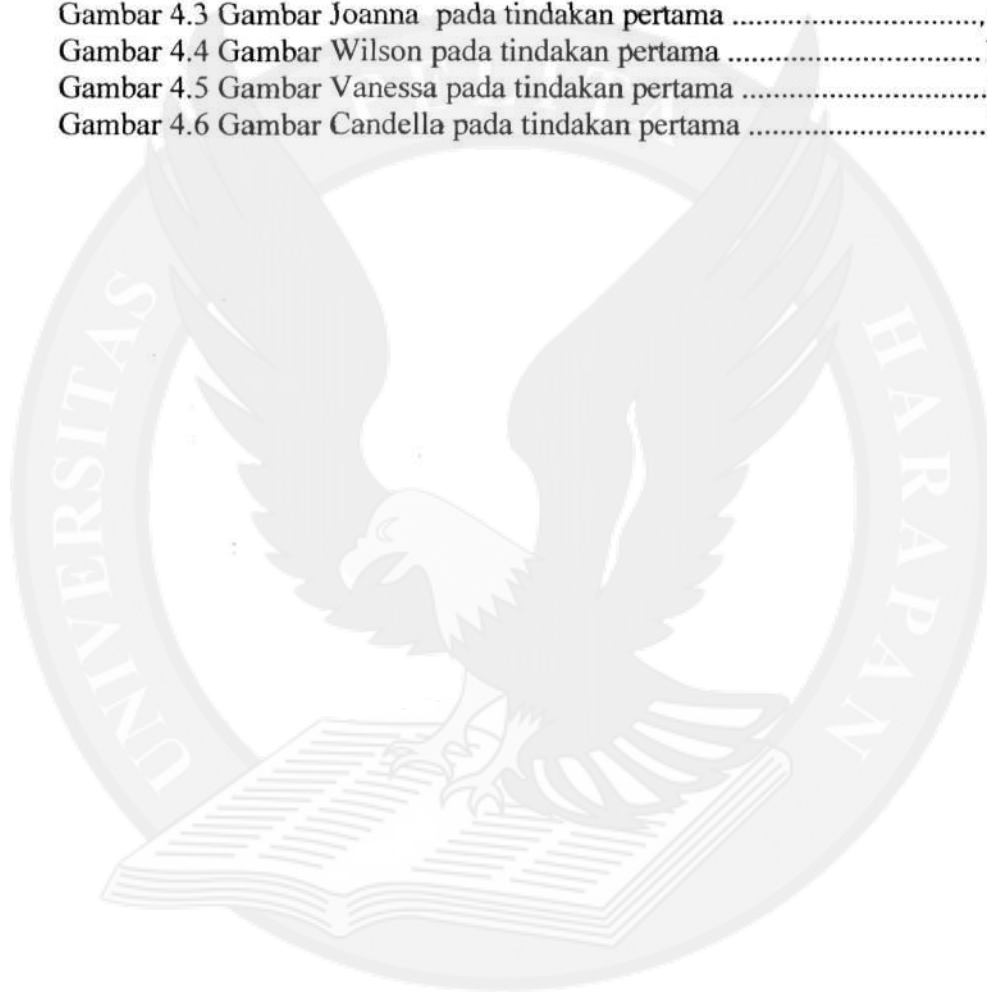 Gambar 4.3 Gambar Joanna pada tindakan pertama ................................,
Gambar 4.4 Gambar Wilson pada tindakan pertama ................................
Gambar 4.5 Gambar Vanessa pada tindakan pertama ...............................
Gambar 4.6 Gambar Candella pada tindakan pertama ..............................
UNIVERSITAS PELITA HARAPAN